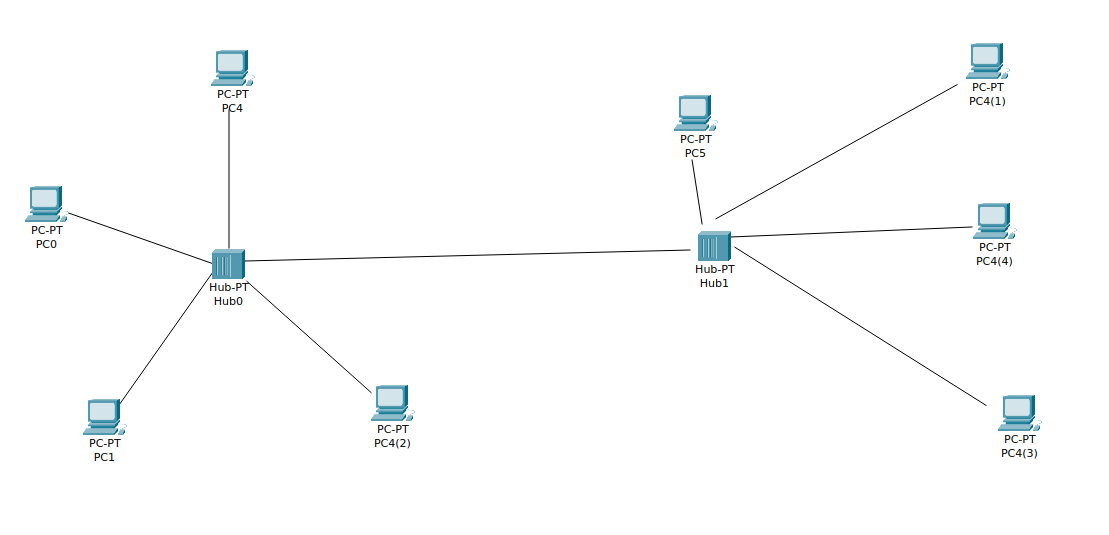 PC-PT
PC4
PC-PT
PC4(1)
PC-PT
PC5
PC-PT
PC0
PC-PT
PC4(4)
Hub-PT
Hub1
Hub-PT
Hub0
PC-PT
PC4(2)
PC-PT
PC4(3)
PC-PT
PC1